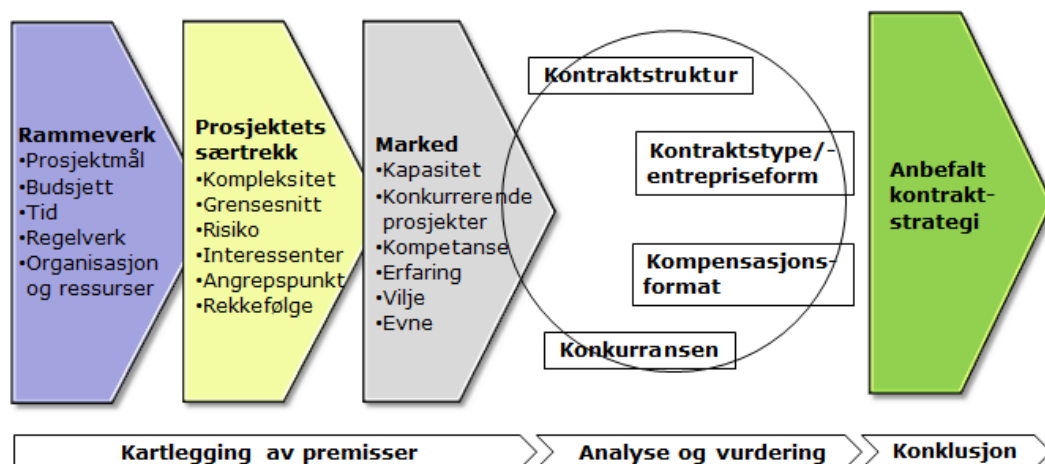 Rammeverk
•Prosjektmål
•Budsjett
•Tid
•Regelverk
•Organisasjon
og ressurser
Prosjektets
særtrekk
•Kompleksitet
•Grensesnitt
•Risiko
•Interessenter
•Angrepspunkt
•Rekkefølge
Marked
•Kapasitet
•Konkurrerende
prosjekter
•Kompetanse
•Erfaring
•Vilje
•Evne
Kontraktstruktur
Kontraktstype/-
entrepriseform
Kompensasjons-
format
Konkurransen
Anbefalt
kontrakt-
strategi
Kartlegging av premisser
Analyse og vurdering
Konklusjon